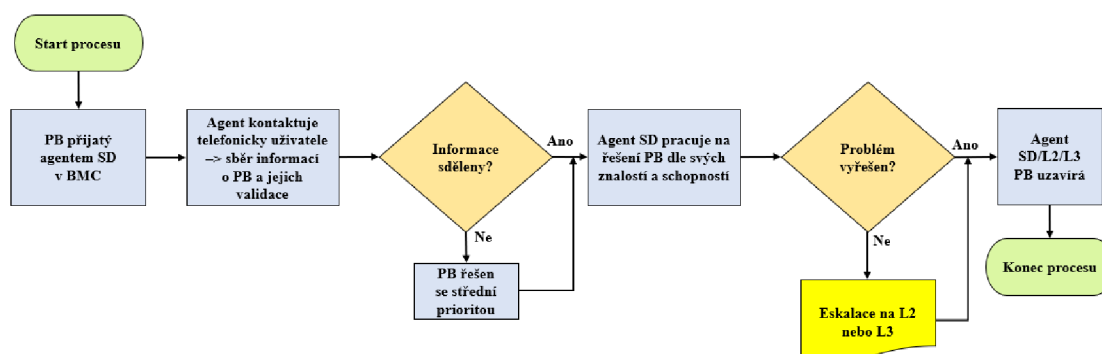 Start procesu
PB přijatý
agentem SD
v BMC
Agent kontaktuje
telefonicky uživatele
–> sběr informací
o PB a jejich
validace
Informace
sděleny?
Ano
Ne
PB řešen
se střední
prioritou
Agent SD pracuje na
řešení PB dle svých
znalostí a schopností
Problém
vyřešen?
Ano
Ne
Eskalace na L2
nebo L3
Agent
SD/L2/L3
PB uzavírá
Konec procesu